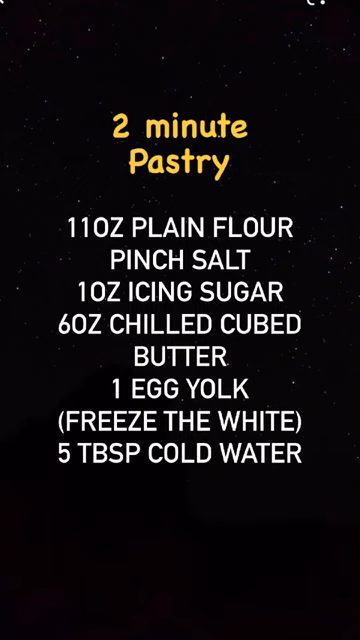 2 minute
Pastry
11OZ PLAIN FLOUR
PINCH SALT
1OZ ICING SUGAR
6OZ CHILLED CUBED
BUTTER
1 EGG YOLK
(FREEZE THE WHITE)
5 TBSP COLD WATER